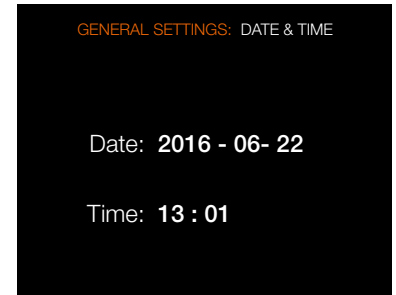 GENERAL SETTINGS: DATE & TIME
Date: 2016 - 06- 22
Time: 13 : 01